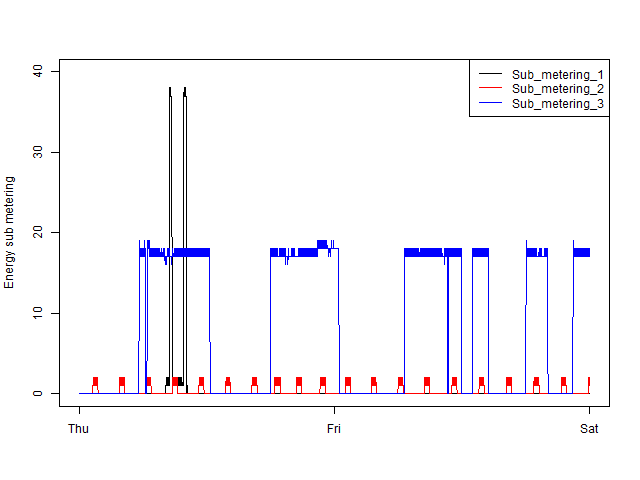 Sub_metering_1
Sub_metering_2
Sub_metering_3
Energy sub metering
40
30
20
10
0
Thu Fri Sat